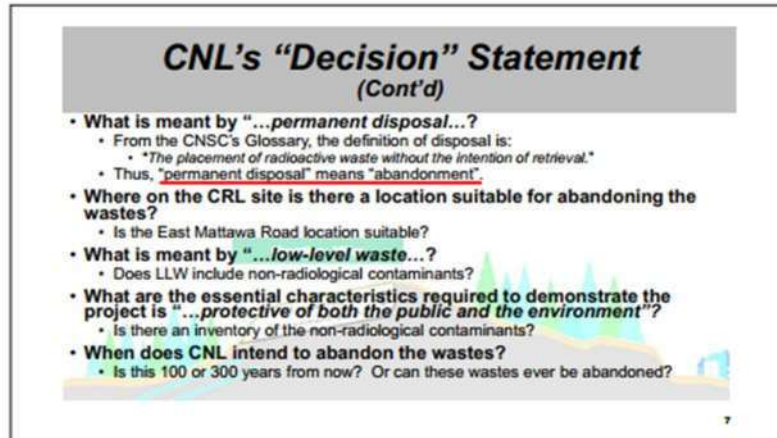 CNL's "Decision" Statement
(Cont'd)
• What is meant by "...permanent disposal...?
• From the CNSC's Glossary, the definition of disposal is:
• "The placement of radioactive waste without the intention of retrieval."
• Thus, "permanent disposal" means "abandonment".
• Where on the CRL site is there a location suitable for abandoning the
wastes?
• Is the East Mattawa Road location suitable?
• What is meant by "...low-level waste...?
• Does LLW include non-radiological contaminants?
• What are the essential characteristics required to demonstrate the
project is "...protective of both the public and the environment"?
• Is there an inventory of the non-radiological contaminants?
• When does CNL intend to abandon the wastes?
• Is this 100 or 300 years from now? Or can these wastes ever be abandoned?
7